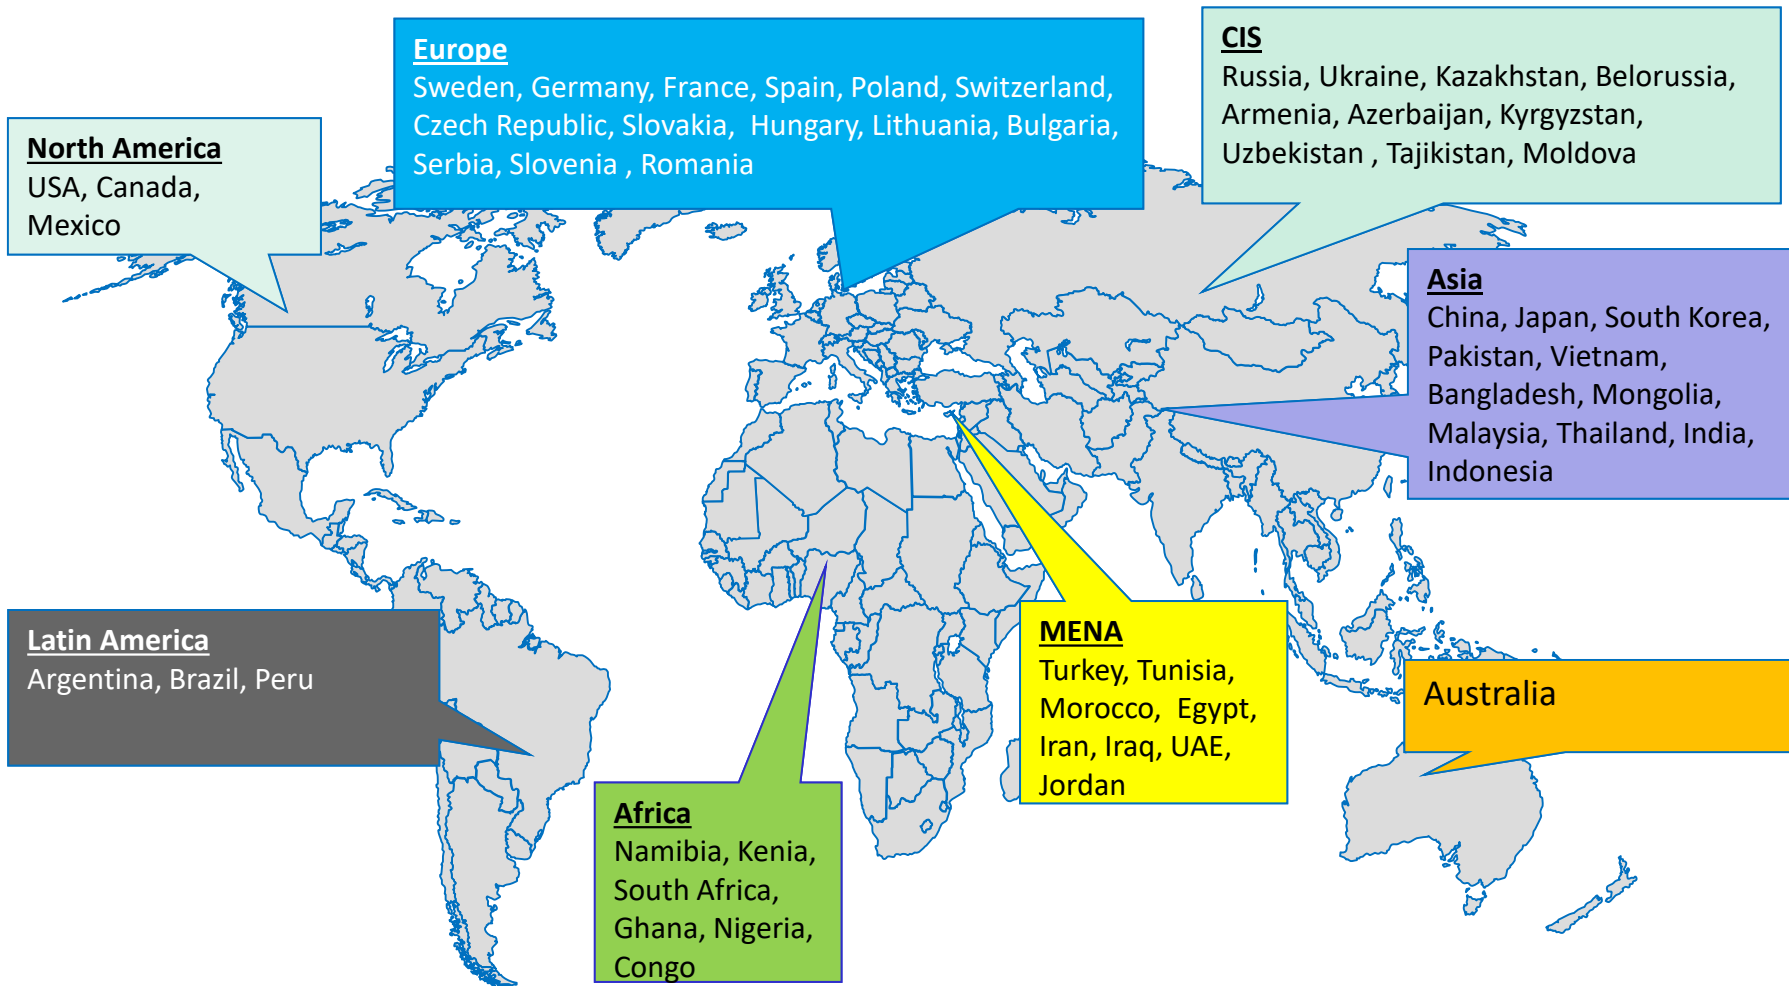 Europe
Sweden, Germany, France, Spain, Poland, Switzerland,
Czech Republic, Slovakia,  Hungary, Lithuania, Bulgaria,
Serbia, Slovenia , Romania
CIS
Russia, Ukraine, Kazakhstan, Belorussia,
Armenia, Azerbaijan, Kyrgyzstan,
Uzbekistan , Tajikistan, Moldova
North America
USA, Canada,
Mexico
Asia
China, Japan, South Korea,
Pakistan, Vietnam,
Bangladesh, Mongolia,
Malaysia, Thailand, India,
Indonesia
Latin America
Argentina, Brazil, Peru
MENA
Turkey, Tunisia,
Morocco,  Egypt,
Iran, Iraq, UAE,
Jordan
Australia
Africa
Namibia, Kenia,
South Africa,
Ghana, Nigeria,
Congo